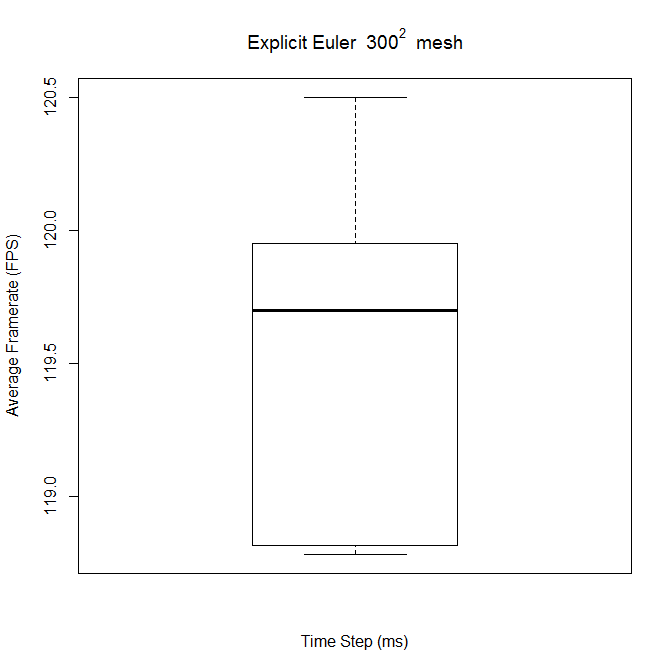 Explicit Euler 300² mesh
120.5
120.0
119.5
119.0
Average Framerate (FPS)
Time Step (ms)